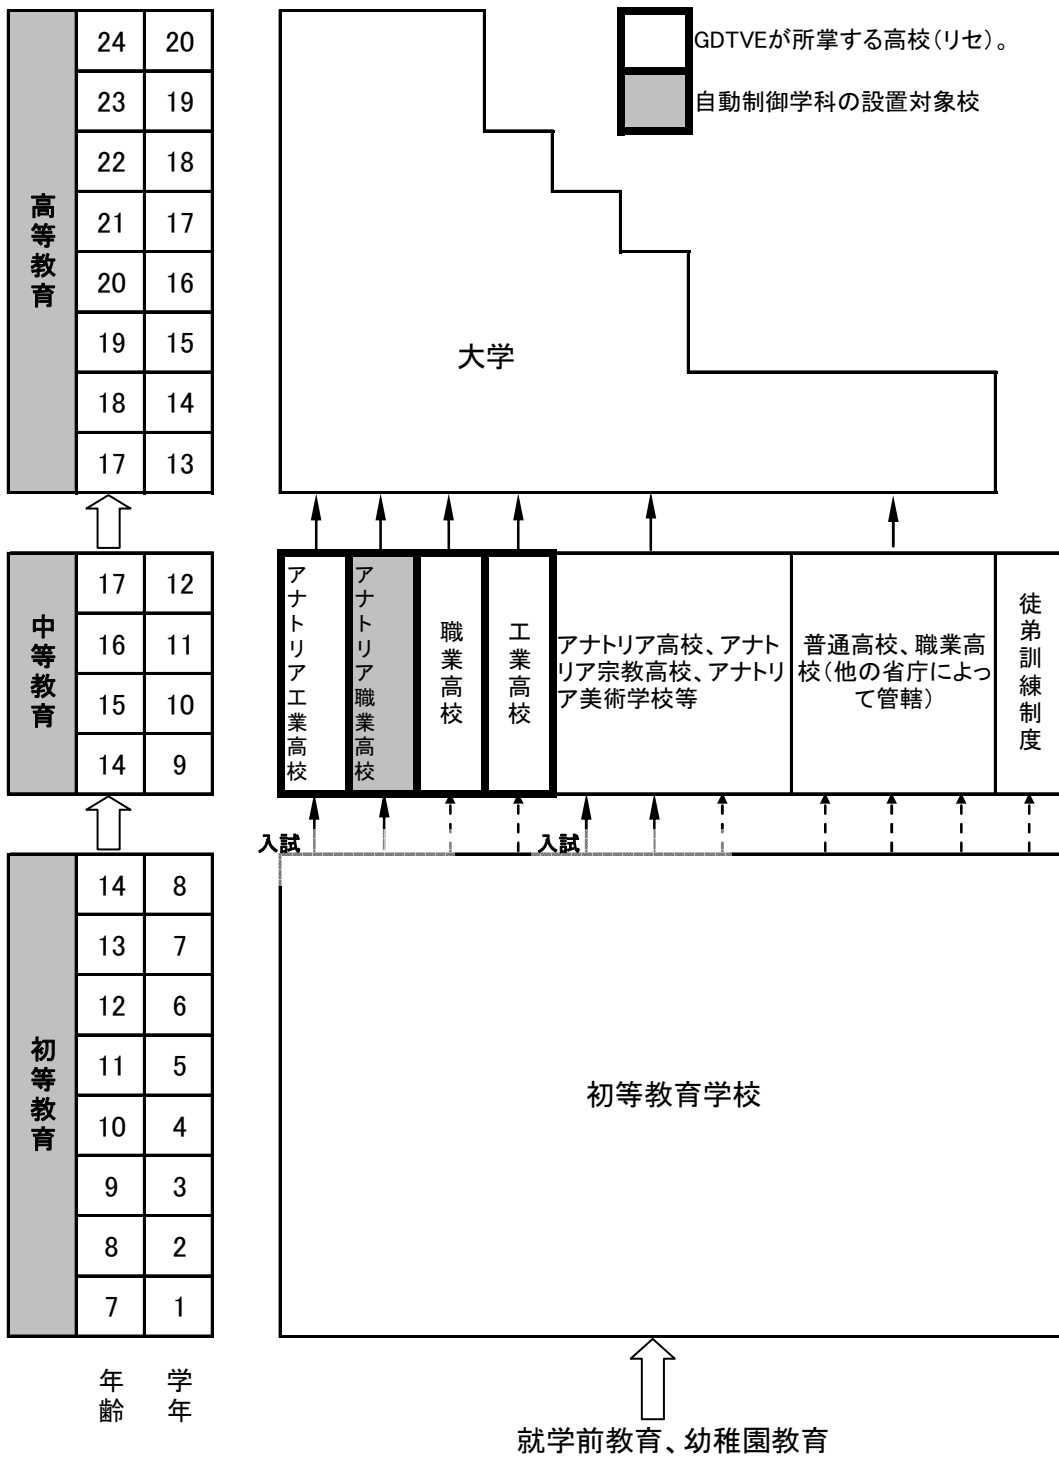 GDTVEが所掌する高校（リセ）。
自動制御学科の設置対象校
高等教育
24 20
23 19
22 18
21 17
20 16
19 15
18 14
17 13
大学
中等教育
17 12
16 11
15 10
14 9
アナトリア工業高校
アナトリア職業高校
職業高校
工業高校
アナトリア高校、アナト
リア宗教高校、アナトリ
ア美術学校等
普通高校、職業高
校（他の省庁によっ
て管轄）
徒弟訓練制度
入試
入試
初等教育
14 8
13 7
12 6
11 5
10 4
9 3
8 2
7 1
初等教育学校
年齢
学年
就学前教育、幼稚園教育